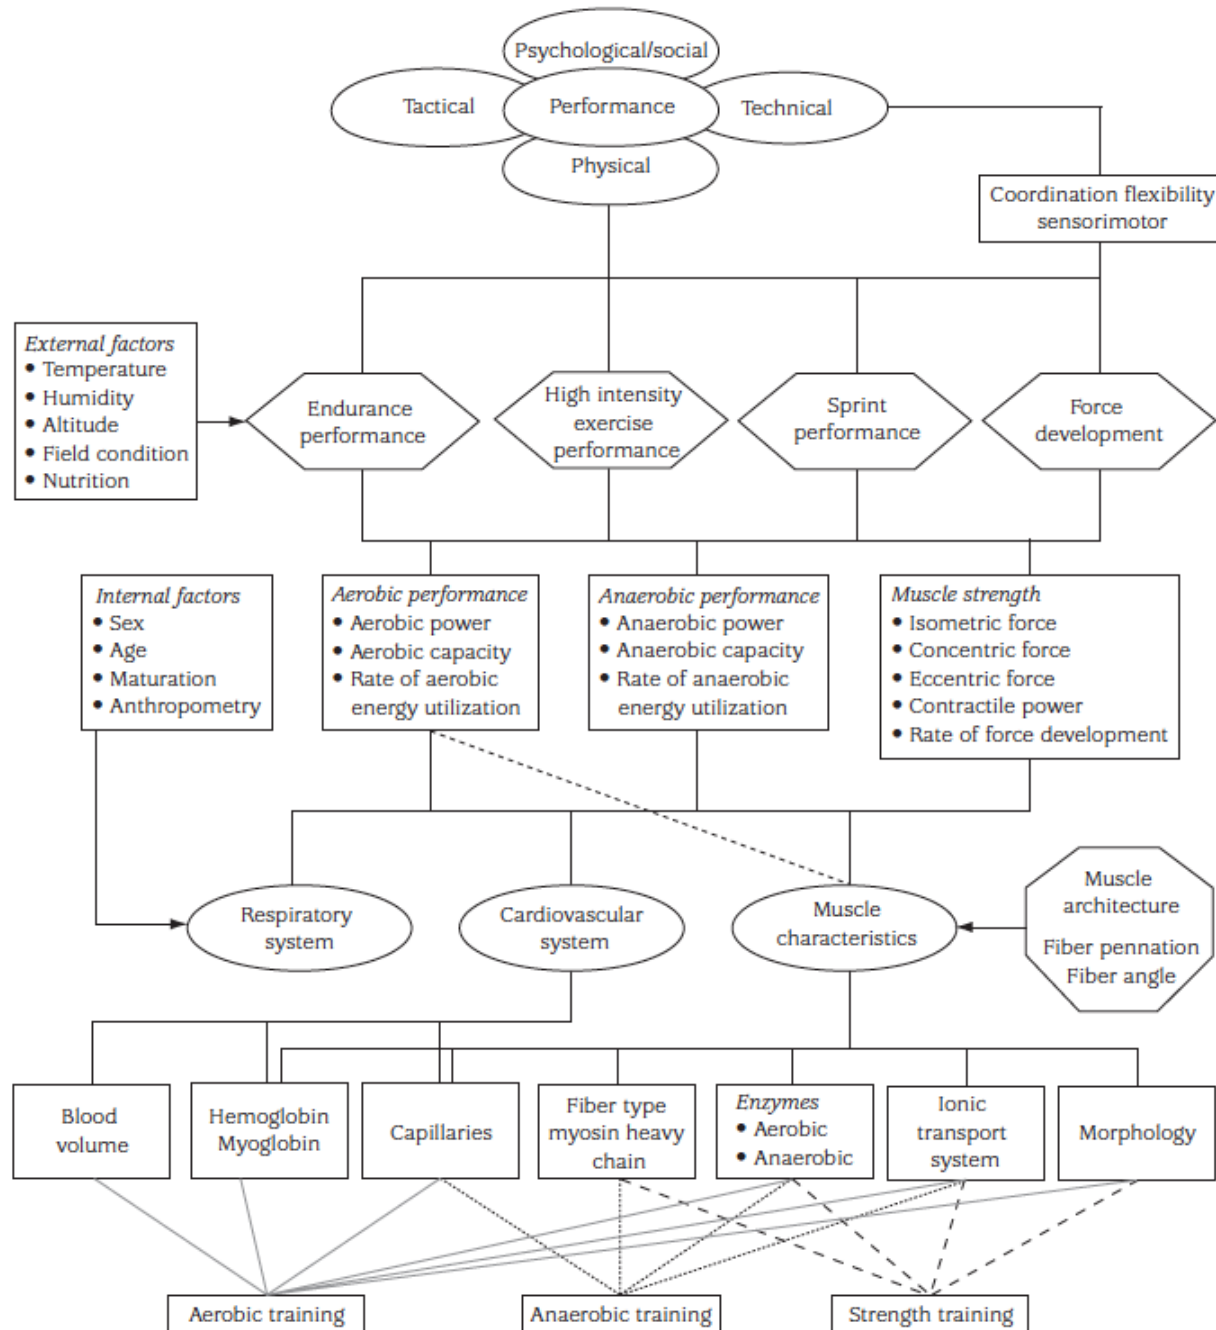 Psychological/social
Tactical
Performance
Technical
Physical
Coordination flexibility
sensorimotor
External factors
• Temperature
• Humidity
• Altitude
• Field condition
• Nutrition
Endurance
performance
High intensity
exercise
performance
Sprint
performance
Force
development
Internal factors
• Sex
• Age
• Maturation
• Anthropometry
Aerobic performance
• Aerobic power
• Aerobic capacity
• Rate of aerobic
energy utilization
Anaerobic performance
• Anaerobic power
• Anaerobic capacity
• Rate of anaerobic
energy utilization
Muscle strength
• Isometric force
• Concentric force
• Eccentric force
• Contractile power
• Rate of force development
Respiratory
system
Cardiovascular
system
Muscle
characteristics
Muscle
architecture
Fiber pennation
Fiber angle
Blood
volume
Hemoglobin
Myoglobin
Capillaries
Fiber type
myosin heavy
chain
Enzymes
• Aerobic
• Anaerobic
Ionic
transport
system
Morphology
Aerobic training
Anaerobic training
Strength training